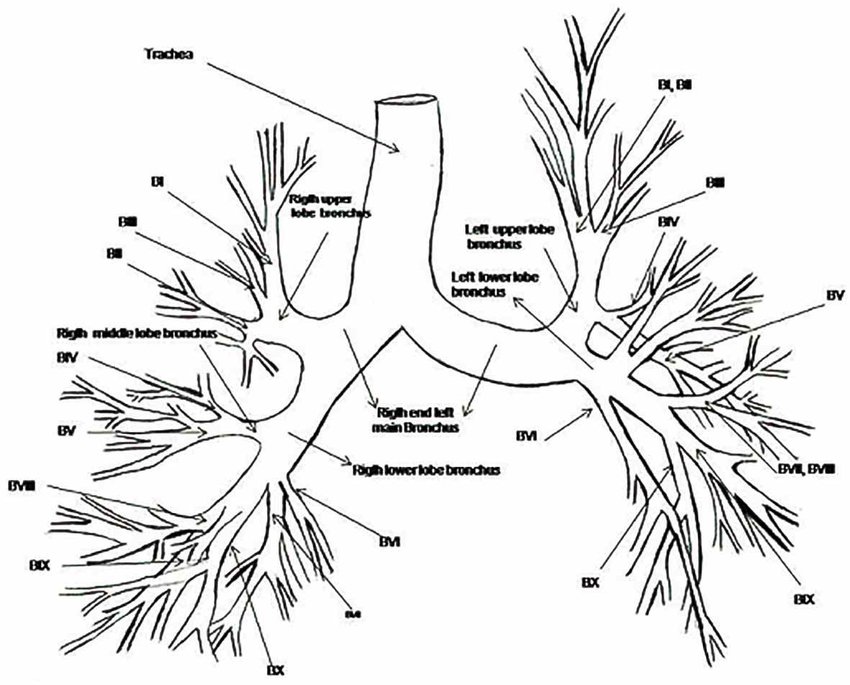 Trachea
BI, BII
BI
BIII
Rigth upper
lobe bronchus
BIII
Left upper lobe
bronchus
BIV
BII
Left lower lobe
bronchus
BV
Rigth middle lobe bronchus
BIV
Rigth end left
main Bronchus
BV
BVI
Rigth lower lobe bronchus
BVII, BVIII
BVIII
BVI
BIX
BX
BIX
BX